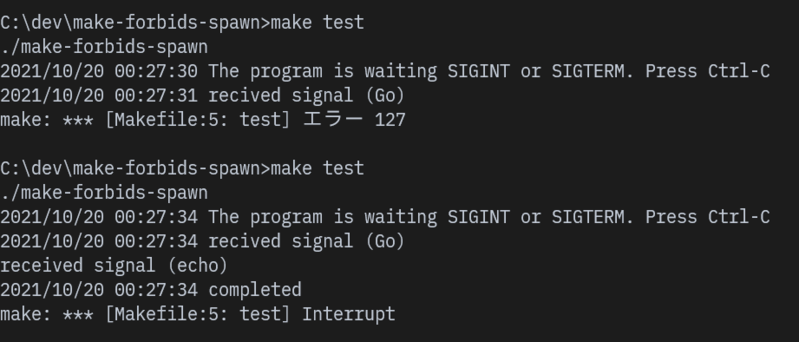 C:\dev\make-forbids-spawn>make test
./make-forbids-spawn
2021/10/20 00:27:30 The program is waiting SIGINT or SIGTERM. Press Ctrl-C
2021/10/20 00:27:31 recived signal (Go)
make: *** [Makefile:5: test] エラー 127
C:\dev\make-forbids-spawn>make test
./make-forbids-spawn
2021/10/20 00:27:34 The program is waiting SIGINT or SIGTERM. Press Ctrl-C
2021/10/20 00:27:34 recived signal (Go)
received signal (echo)
2021/10/20 00:27:34 completed
make: *** [Makefile:5: test] Interrupt